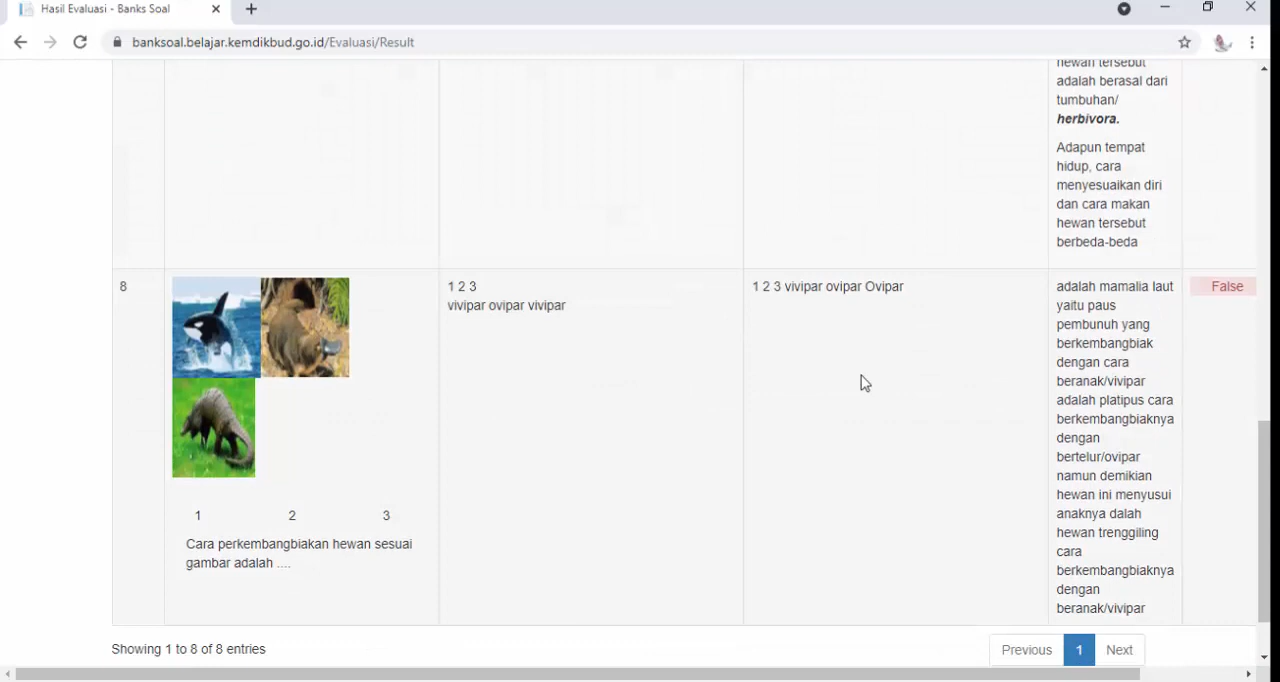 Hasil Evaluasi - Banks Soal
banksoal.belajar.kemdikbud.go.id/Evaluasi/Result
hewan tersebut
adalah berasal dari
tumbuhan/
herbivora.
Adapun tempat
hidup, cara
menyesuaikan diri
dan cara makan
hewan tersebut
berbeda-beda
8
1 2 3
Cara perkembangbiakan hewan sesuai
gambar adalah ....
1 2 3
vivipar ovipar vivipar
1 2 3 vivipar ovipar Ovipar
adalah mamalia laut
yaitu paus
pembunuh yang
berkembangbiak
dengan cara
beranak/vivipar
adalah platipus cara
berkembangbiaknya
dengan
bertelur/ovipar
namun demikian
hewan ini menyusui
anaknya dalah
hewan trenggiling
cara
berkembangbiaknya
dengan
beranak/vivipar
False
Showing 1 to 8 of 8 entries
Previous 1 Next